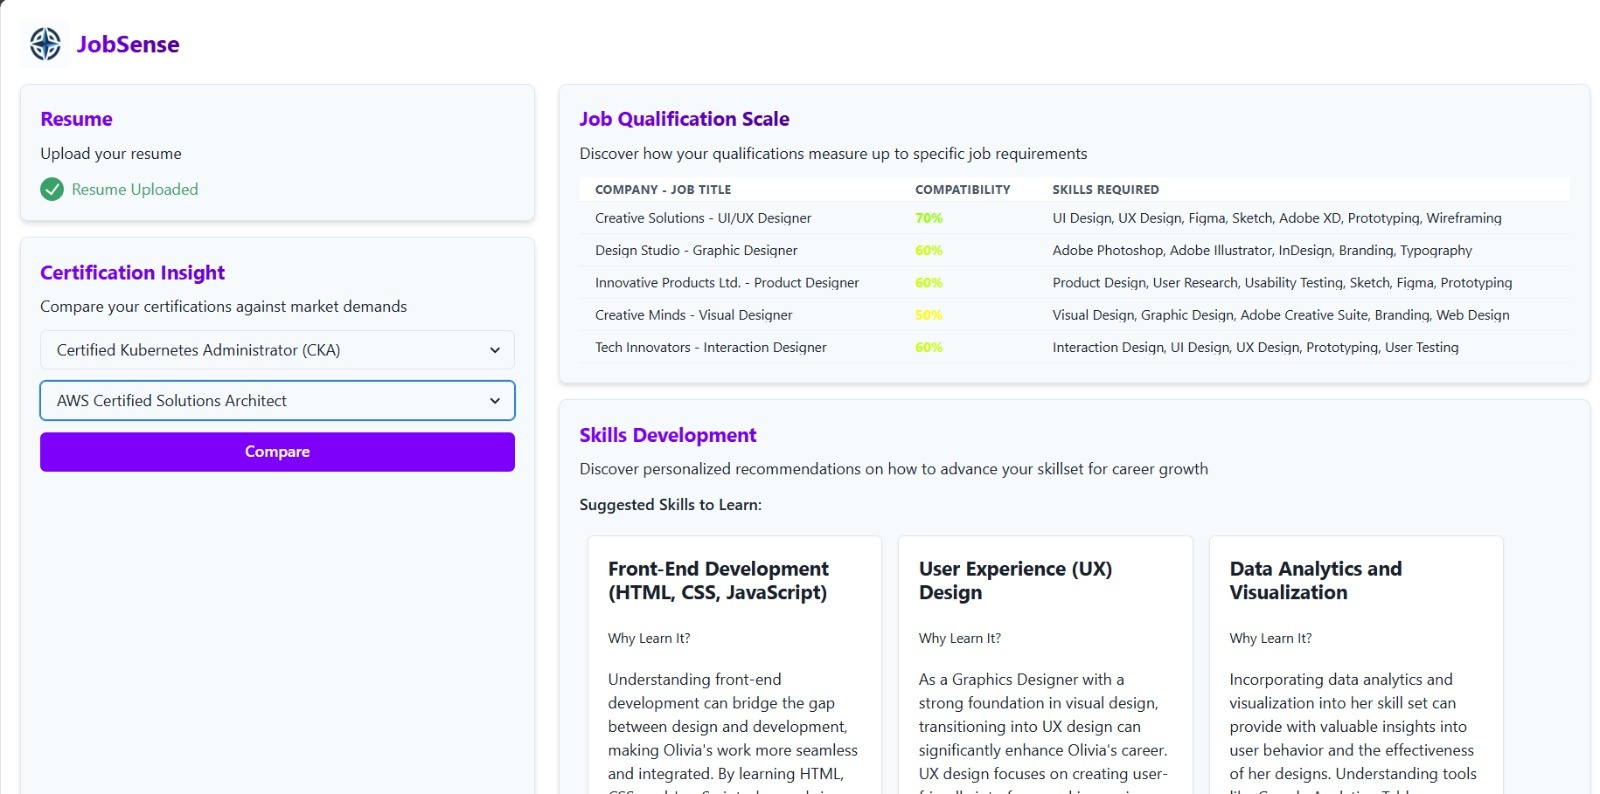 JobSense
Resume
Upload your resume
Resume Uploaded
Certification Insight
Compare your certifications against market demands
Certified Kubernetes Administrator (CKA)
AWS Certified Solutions Architect
Compare
Job Qualification Scale
Discover how your qualifications measure up to specific job requirements
COMPANY - JOB TITLE COMPATIBILITY SKILLS REQUIRED
Creative Solutions - UI/UX Designer 70% UI Design, UX Design, Figma, Sketch, Adobe XD, Prototyping, Wireframing
Design Studio - Graphic Designer 60% Adobe Photoshop, Adobe Illustrator, InDesign, Branding, Typography
Innovative Products Ltd. - Product Designer 60% Product Design, User Research, Usability Testing, Sketch, Figma, Prototyping
Creative Minds - Visual Designer 50% Visual Design, Graphic Design, Adobe Creative Suite, Branding, Web Design
Tech Innovators - Interaction Designer 60% Interaction Design, UI Design, UX Design, Prototyping, User Testing
Skills Development
Discover personalized recommendations on how to advance your skillset for career growth
Suggested Skills to Learn:
Front-End Development
(HTML, CSS, JavaScript)
Why Learn It?
Understanding front-end
development can bridge the gap
between design and development,
making Olivia's work more seamless
and integrated. By learning HTML,
User Experience (UX)
Design
Why Learn It?
As a Graphics Designer with a
strong foundation in visual design,
transitioning into UX design can
significantly enhance Olivia's career.
UX design focuses on creating user-
Data Analytics and
Visualization
Why Learn It?
Incorporating data analytics and
visualization into her skill set can
provide with valuable insights into
user behavior and the effectiveness
of her designs. Understanding tools